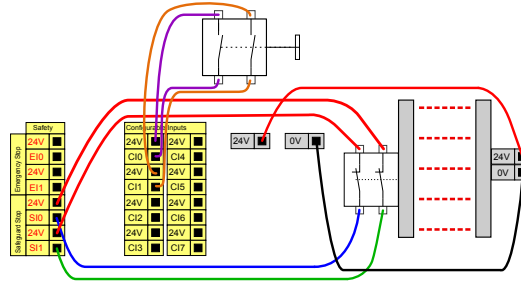 Safety
Emergency Stop
24V
EI0
24V
EI1
Safeguard Stop
24V
SI0
24V
SI1
Configurable Inputs
24V 24V
CI0 CI4
24V 24V
CI1 CI5
24V 24V
CI2 CI6
24V 24V
CI3 CI7
24V
0V
24V
0V